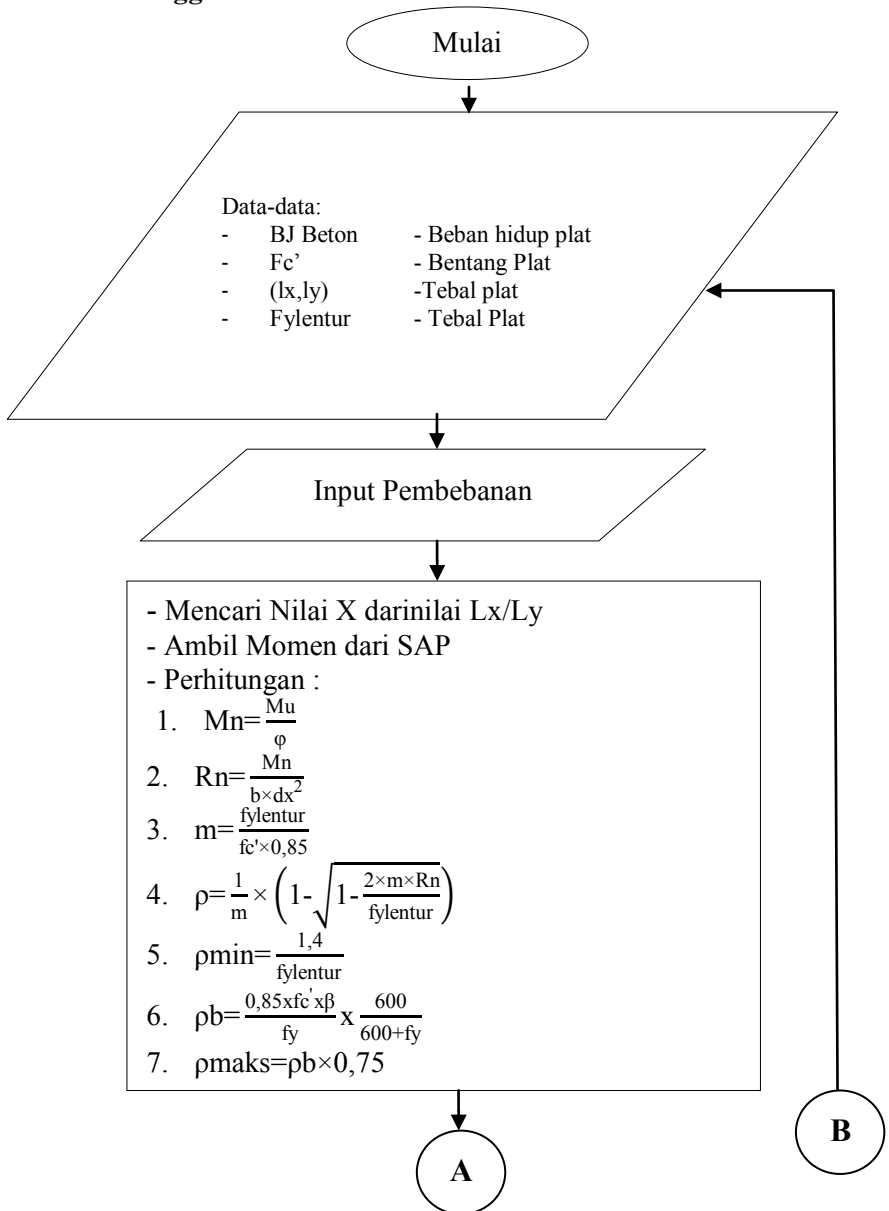 gg
Mulai
Data-data:
- BJ Beton - Beban hidup plat
- Fc’ - Bentang Plat
- (lx,ly) -Tebal plat
- Fylentur - Tebal Plat
Input Pembebanan
- Mencari Nilai X darinilai Lx/Ly
- Ambil Momen dari SAP
- Perhitungan :
1. Mn=Mu/φ
2. Rn=Mn/b×dx²
3. m=fylentur/fc'×0,85
4. ρ=1/m×(1-√1-2×m×Rn/fylentur)
5. ρmin=1,4/fylentur
6. ρb=0,85xfc'xβ/fy x 600/600+fy
7. ρmaks=ρb×0,75
B
A